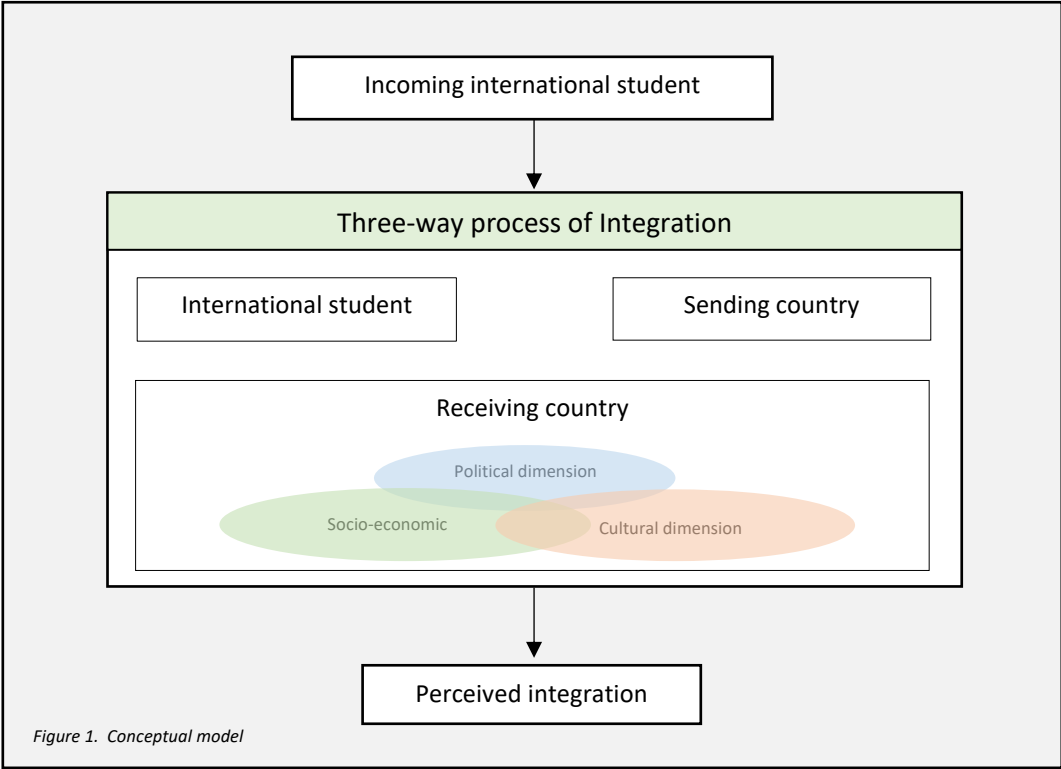 Incoming international student
Three-way process of Integration
International student
Sending country
Receiving country
Political dimension
Socio-economic
Cultural dimension
Perceived integration
Figure 1. Conceptual model